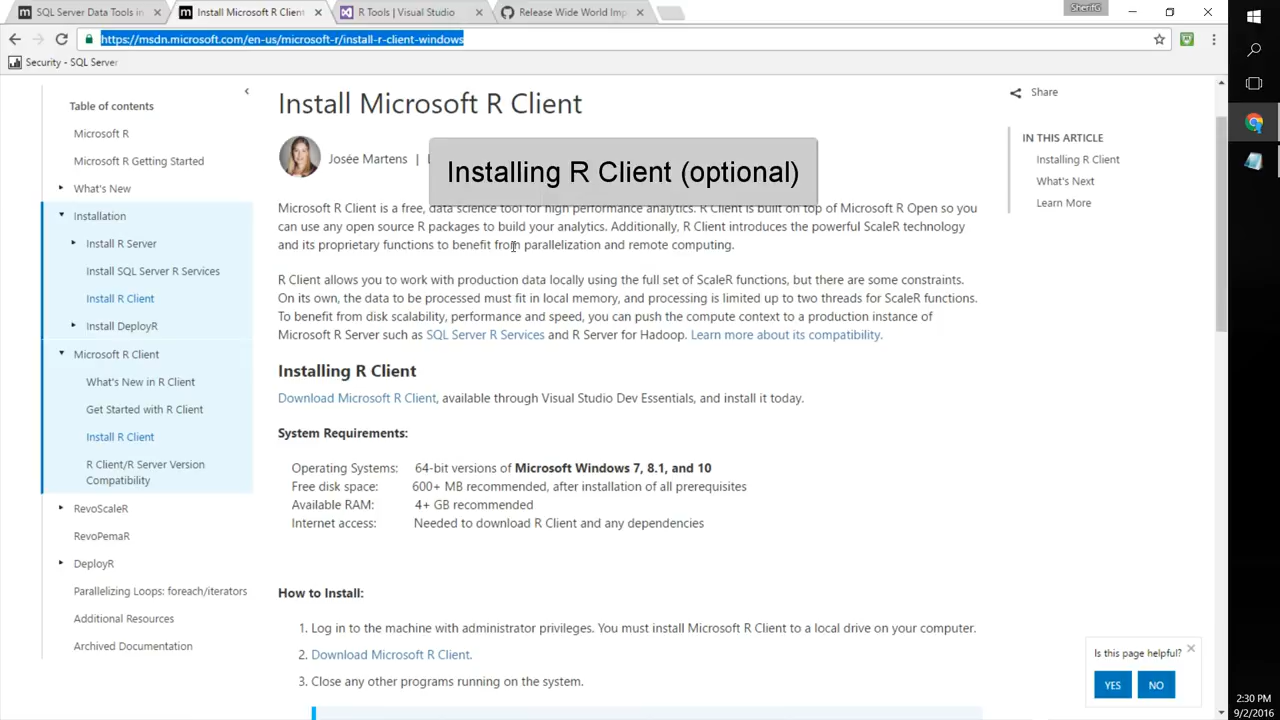 SQL Server Data Tools in
Install Microsoft R Client
R Tools | Visual Studio
Release Wide World Imp
SherriG
https://msdn.microsoft.com/en-us/microsoft-r/install-r-client-windows
Security - SQL Server
Table of contents
Microsoft R
Microsoft R Getting Started
What's New
Installation
Install R Server
Install SQL Server R Services
Install R Client
Install DeployR
Microsoft R Client
What's New in R Client
Get Started with R Client
Install R Client
R Client/R Server Version
Compatibility
RevoScaleR
RevoPemaR
DeployR
Parallelizing Loops: foreach/iterators
Additional Resources
Archived Documentation
Install Microsoft R Client
Josée Martens |
Installing R Client (optional)
Microsoft R Client is a free, data science tool for high performance analytics. R Client is built on top of Microsoft R Open so you
can use any open source R packages to build your analytics. Additionally, R Client introduces the powerful ScaleR technology
and its proprietary functions to benefit from parallelization and remote computing.
R Client allows you to work with production data locally using the full set of ScaleR functions, but there are some constraints.
On its own, the data to be processed must fit in local memory, and processing is limited up to two threads for ScaleR functions.
To benefit from disk scalability, performance and speed, you can push the compute context to a production instance of
Microsoft R Server such as SQL Server R Services and R Server for Hadoop. Learn more about its compatibility.
Installing R Client
Download Microsoft R Client, available through Visual Studio Dev Essentials, and install it today.
System Requirements:
Operating Systems: 64-bit versions of Microsoft Windows 7, 8.1, and 10
Free disk space: 600+ MB recommended, after installation of all prerequisites
Available RAM: 4+ GB recommended
Internet access: Needed to download R Client and any dependencies
How to Install:
1. Log in to the machine with administrator privileges. You must install Microsoft R Client to a local drive on your computer.
2. Download Microsoft R Client.
3. Close any other programs running on the system.
Share
IN THIS ARTICLE
Installing R Client
What's Next
Learn More
Is this page helpful?
YES NO
2:30 PM
9/2/2016